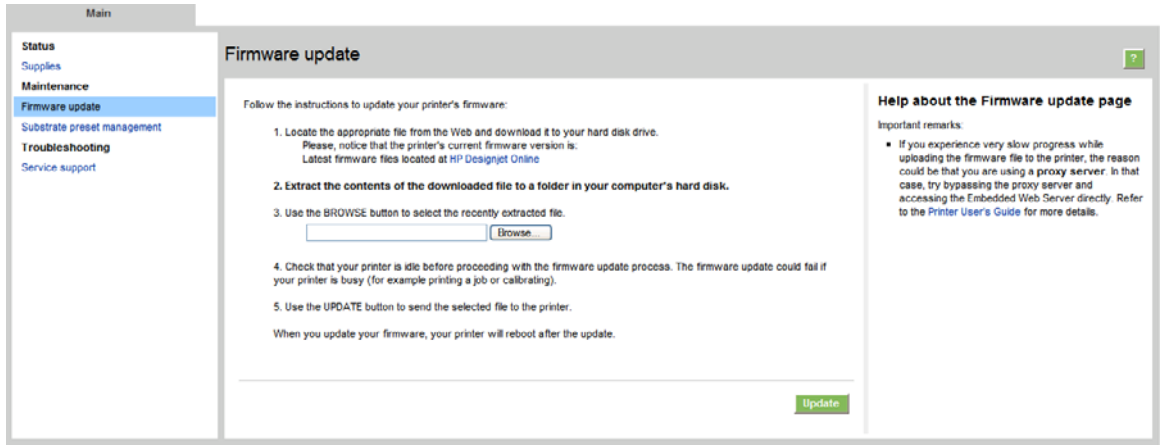 Main
Status
Supplies
Maintenance
Firmware update
Substrate preset management
Troubleshooting
Service support
Firmware update
?
Follow the instructions to update your printer's firmware:
1. Locate the appropriate file from the Web and download it to your hard disk drive.
Please, notice that the printer's current firmware version is:
Latest firmware files located at HP Designjet Online
2. Extract the contents of the downloaded file to a folder in your computer's hard disk.
3. Use the BROWSE button to select the recently extracted file.
Browse...
4. Check that your printer is idle before proceeding with the firmware update process. The firmware update could fail if
your printer is busy (for example printing a job or calibrating).
5. Use the UPDATE button to send the selected file to the printer.
When you update your firmware, your printer will reboot after the update.
Update
Help about the Firmware update page
Important remarks:
▪ If you experience very slow progress while
uploading the firmware file to the printer, the reason
could be that you are using a proxy server. In that
case, try bypassing the proxy server and
accessing the Embedded Web Server directly. Refer
to the Printer User's Guide for more details.